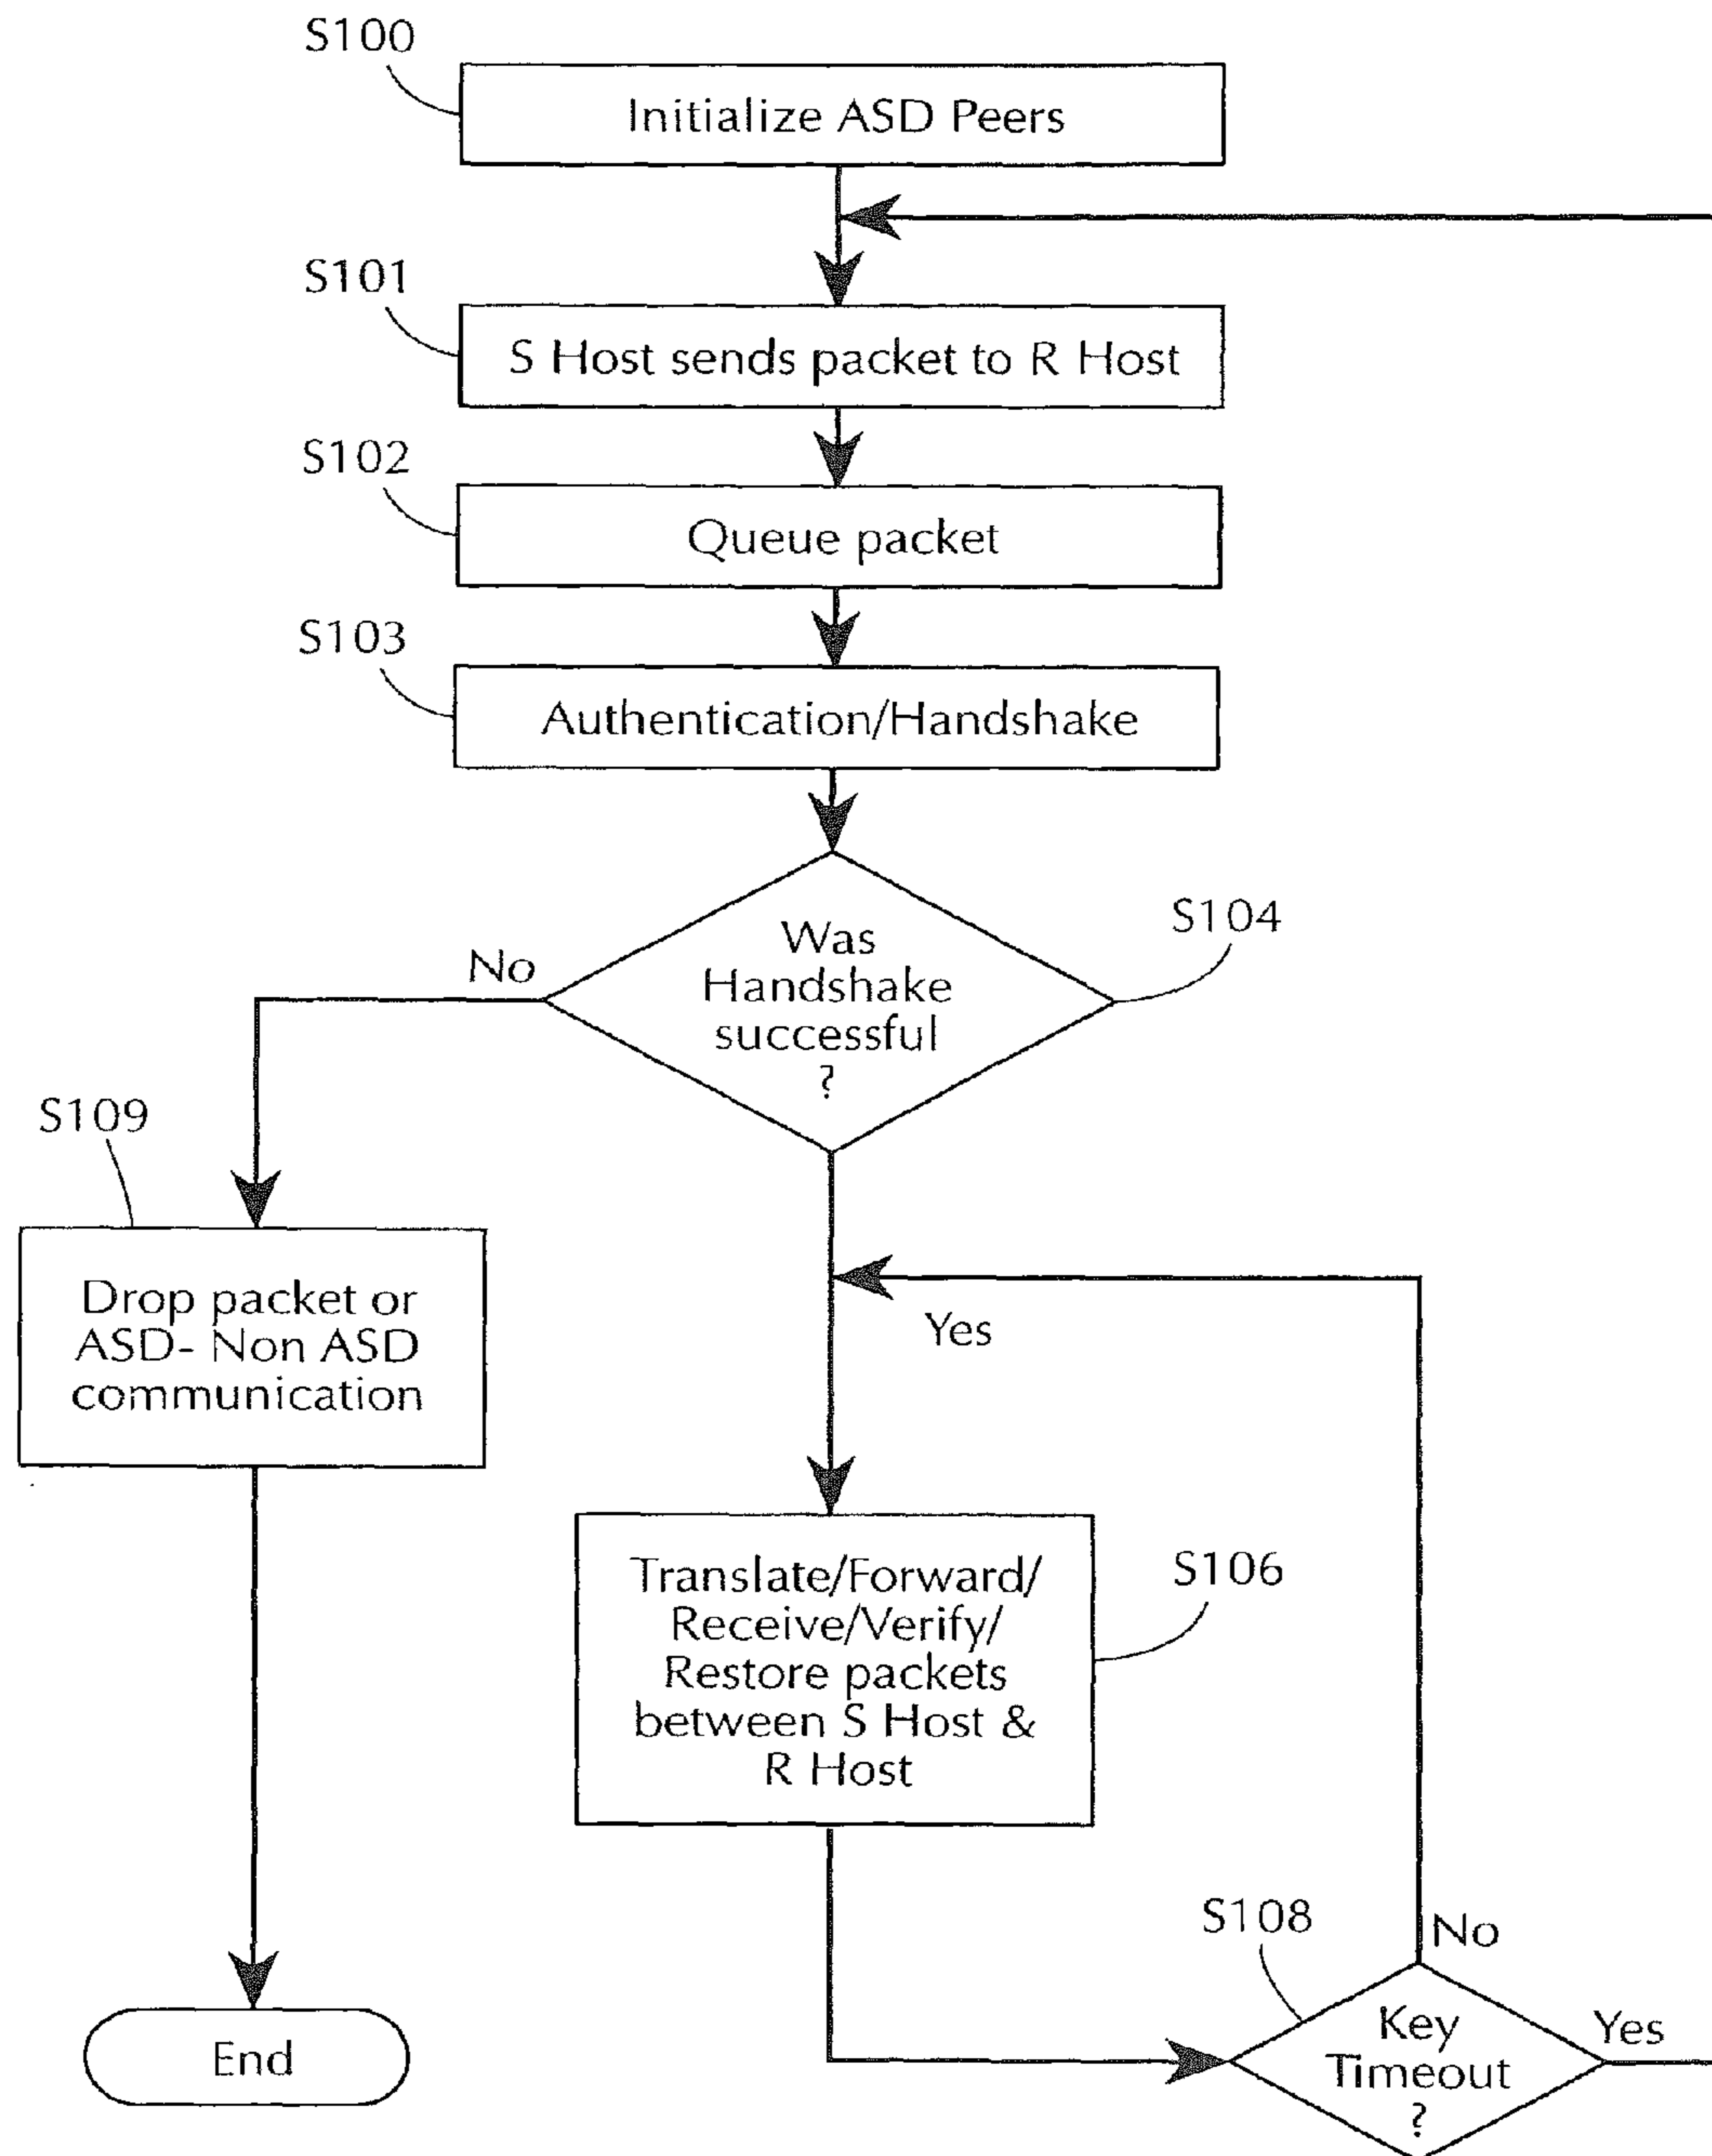 S100
Initialize ASD Peers
S101
S Host sends packet to R Host
S102
Queue packet
S103
Authentication/Handshake
S104
Was
Handshake
successful
?
No
S109
Drop packet or
ASD- Non ASD
communication
Yes
S106
Translate/Forward/
Receive/Verify/
Restore packets
between S Host &
R Host
S108
No
Key
Timeout
?
Yes
End